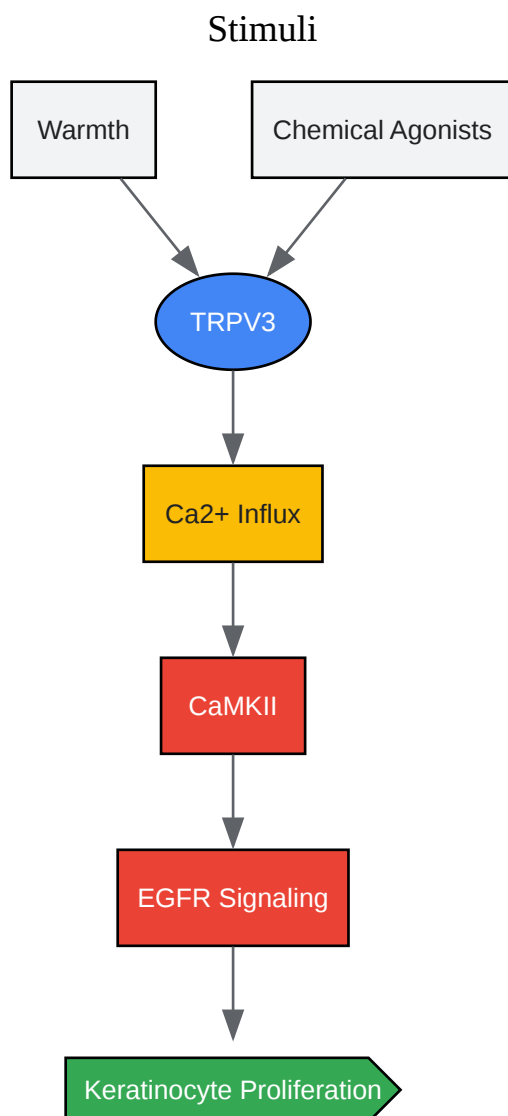 Stimuli
Warmth
Chemical Agonists
TRPV3
Ca2+ Influx
CaMKII
EGFR Signaling
Keratinocyte Proliferation